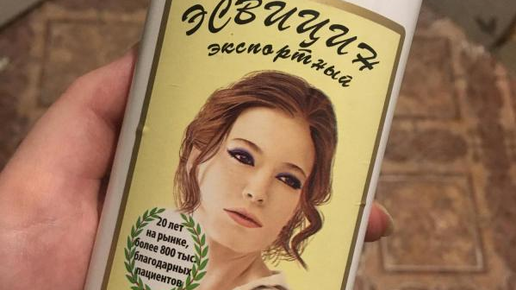 ЭСВИЦИН
экспортный
20 лет
на рынке,
более 800 тыс.
благодарных
пациентов